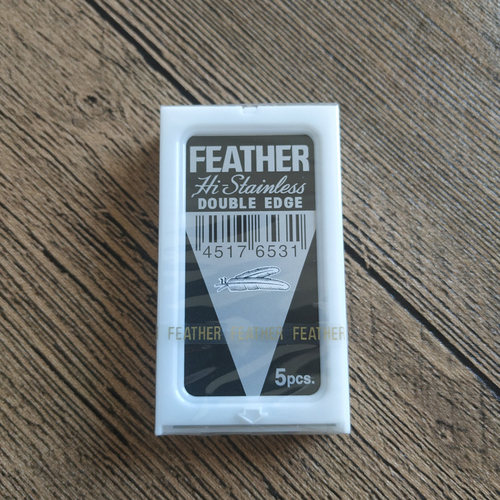 FEATHER
Hi-Stainless
DOUBLE EDGE
4517 6531
FEATHER FEATHER FEATHER
5pcs.